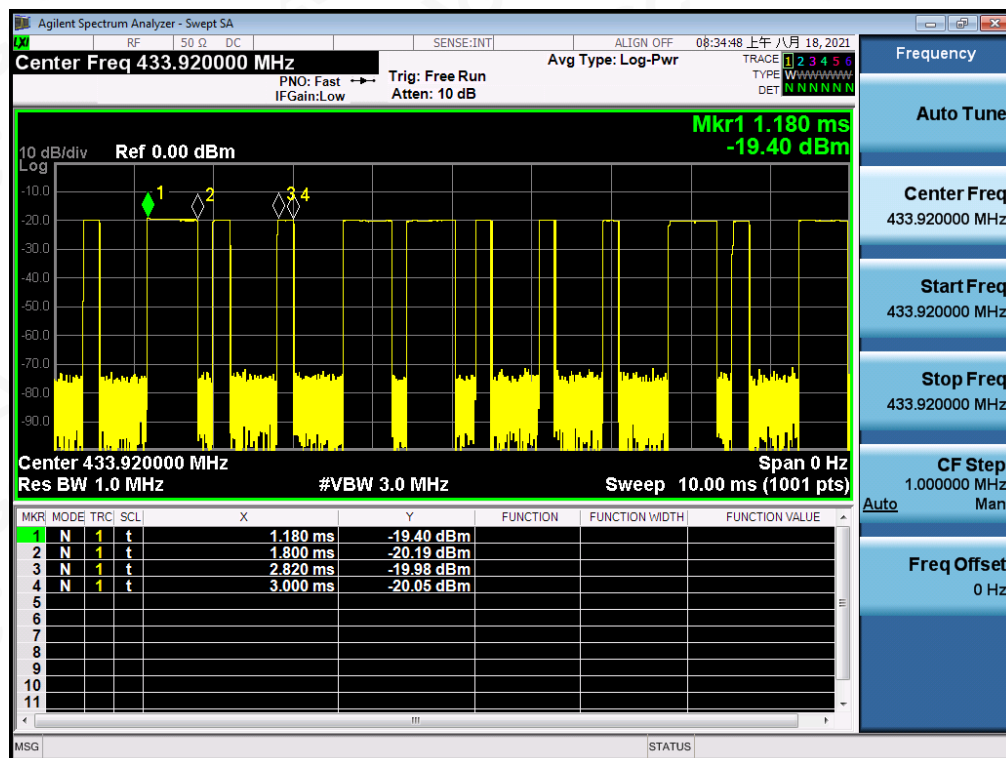 Agilent Spectrum Analyzer - Swept SA
LXI RF 50 Ω DC SENSE:INT ALIGN OFF 08:34:48 上午 八月 18, 2021
Center Freq 433.920000 MHz
PNO: Fast
IFGain:Low
Trig: Free Run
Atten: 10 dB
Avg Type: Log-Pwr
TRACE 1 2 3 4 5 6
TYPE WWWWWW
DET N N N N N N
Mkr1 1.180 ms
-19.40 dBm
10 dB/div Ref 0.00 dBm
Log
1 2 3 4
-10.0
-20.0
-30.0
-40.0
-50.0
-60.0
-70.0
-80.0
-90.0
Center 433.920000 MHz Span 0 Hz
Res BW 1.0 MHz #VBW 3.0 MHz Sweep 10.00 ms (1001 pts)
MKR MODE TRC SCL X Y FUNCTION FUNCTION WIDTH FUNCTION VALUE
1 N 1 t 1.180 ms -19.40 dBm
2 N 1 t 1.800 ms -20.19 dBm
3 N 1 t 2.820 ms -19.98 dBm
4 N 1 t 3.000 ms -20.05 dBm
5
6
7
8
9
10
11
MSG STATUS
Frequency
Auto Tune
Center Freq
433.920000 MHz
Start Freq
433.920000 MHz
Stop Freq
433.920000 MHz
CF Step
1.000000 MHz
Auto Man
Freq Offset
0 Hz